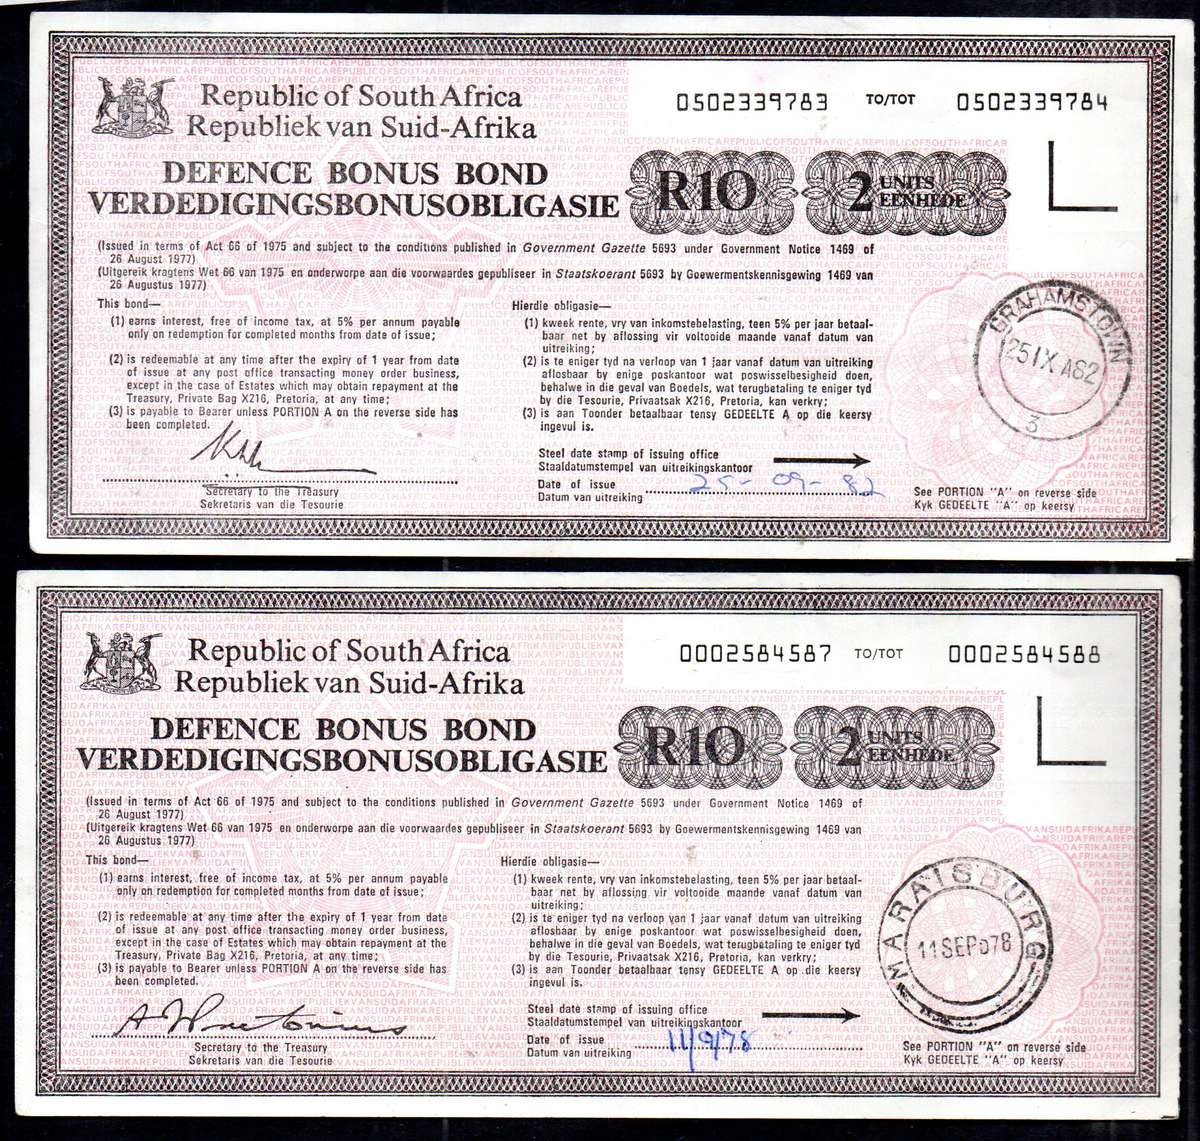 Republic of South Africa
Republiek van Suid-Afrika
0502339783 TO/TOT 0502339784
DEFENCE BONUS BOND
VERDEDIGINGSBONUSOBLIGASIE
R10
2 UNITS
EENHEDE
(Issued in terms of Act 66 of 1975 and subject to the conditions published in Government Gazette 5693 under Government Notice 1469 of
26 August 1977)
(Uitgereik kragtens Wet 66 van 1975 en onderworpe aan die voorwaardes gepubliseer in Staatskoerant 5693 by Goewermentskennisgewing 1469 van
26 Augustus 1977)
This bond—
(1) earns interest, free of income tax, at 5% per annum payable
only on redemption for completed months from date of issue;
(2) is redeemable at any time after the expiry of 1 year from date
of issue at any post office transacting money order business,
except in the case of Estates which may obtain repayment at the
Treasury, Private Bag X216, Pretoria, at any time;
(3) is payable to Bearer unless PORTION A on the reverse side has
been completed.
Secretary to the Treasury
Sekretaris van die Tesourie
Hierdie obligasie—
(1) kweek rente, vry van inkomstebelasting, teen 5% per jaar betaal-
baar net by aflossing vir voltooide maande vanaf datum van
uitreiking;
(2) is te eniger tyd na verloop van 1 jaar vanaf datum van uitreiking
aflosbaar by enige poskantoor wat poswisselbesigheid doen,
behalwe in die geval van Boedels, wat terugbetaling te eniger tyd
by die Tesourie, Privaatsak X216, Pretoria, kan verkry;
(3) is aan Toonder betaalbaar tensy GEDEELTE A op die keersy
ingevul is.
Steel date stamp of issuing office
Staaldatumstempel van uitreikingskantoor
Date of issue 25-09-82
Datum van uitreiking
GRAHAMSTOWN
25 IX A82
3
See PORTION "A" on reverse side
Kyk GEDEELTE "A" op keersy
Republic of South Africa
Republiek van Suid-Afrika
0002584587 TO/TOT 0002584588
DEFENCE BONUS BOND
VERDEDIGINGSBONUSOBLIGASIE
R10
2 UNITS
EENHEDE
(Issued in terms of Act 66 of 1975 and subject to the conditions published in Government Gazette 5693 under Government Notice 1469 of
26 August 1977)
(Uitgereik kragtens Wet 66 van 1975 en onderworpe aan die voorwaardes gepubliseer in Staatskoerant 5693 by Goewermentskennisgewing 1469 van
26 Augustus 1977)
This bond—
(1) earns interest, free of income tax, at 5% per annum payable
only on redemption for completed months from date of issue;
(2) is redeemable at any time after the expiry of 1 year from date
of issue at any post office transacting money order business,
except in the case of Estates which may obtain repayment at the
Treasury, Private Bag X216, Pretoria, at any time;
(3) is payable to Bearer unless PORTION A on the reverse side has
been completed.
Secretary to the Treasury
Sekretaris van die Tesourie
Hierdie obligasie—
(1) kweek rente, vry van inkomstebelasting, teen 5% per jaar betaal-
baar net by aflossing vir voltooide maande vanaf datum van
uitreiking;
(2) is te eniger tyd na verloop van 1 jaar vanaf datum van uitreiking
aflosbaar by enige poskantoor wat poswisselbesigheid doen,
behalwe in die geval van Boedels, wat terugbetaling te eniger tyd
by die Tesourie, Privaatsak X216, Pretoria, kan verkry;
(3) is aan Toonder betaalbaar tensy GEDEELTE A op die keersy
ingevul is.
Steel date stamp of issuing office
Staaldatumstempel van uitreikingskantoor
Date of issue 11/9/78
Datum van uitreiking
MARAISBURG
11 SEP 78
See PORTION "A" on reverse side
Kyk GEDEELTE "A" op keersy